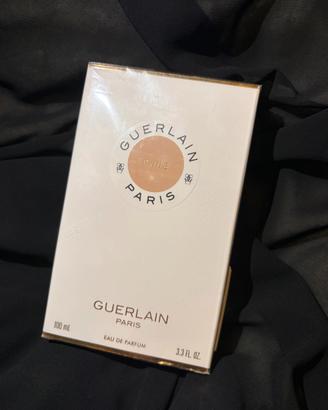 GUERLAIN
PARIS
GUERLAIN
PARIS
100 mL
EAU DE PARFUM
3.3 FL. OZ.